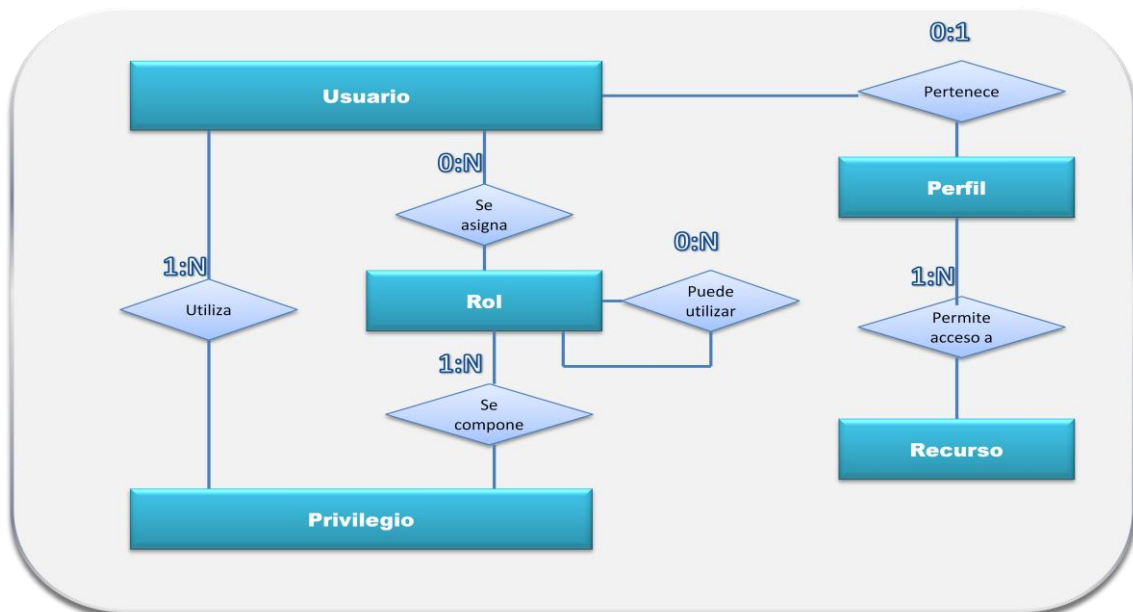 0:1
Usuario
Pertenece
0:N
Perfil
Se
asigna
0:N
1:N
1:N
Rol
Puede
utilizar
Utiliza
Permite
acceso a
1:N
Se
compone
Recurso
Privilegio